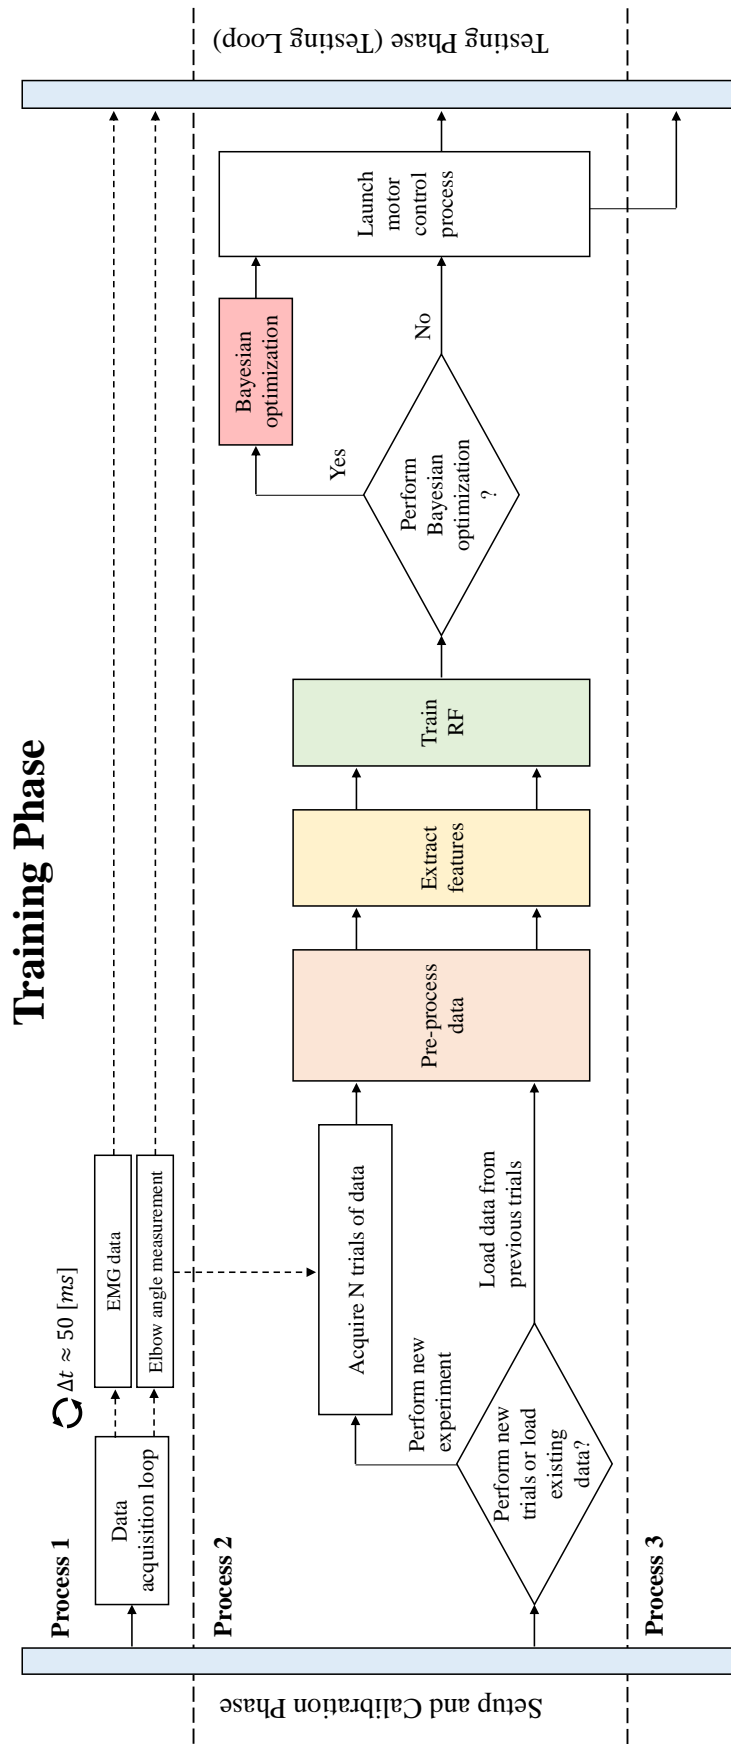 Training Phase
Setup and Calibration Phase
Process 1
Data
acquisition loop
Δt ≈ 50 [ms]
EMG data
Elbow angle measurement
Process 2
Perform new
trials or load
existing
data?
Perform new
experiment
Acquire N trials of data
Load data from
previous trials
Pre-process
data
Extract
features
Train
RF
Perform
Bayesian
optimization
?
Yes
Bayesian
optimization
No
Launch
motor
control
process
Process 3
Testing Phase (Testing Loop)